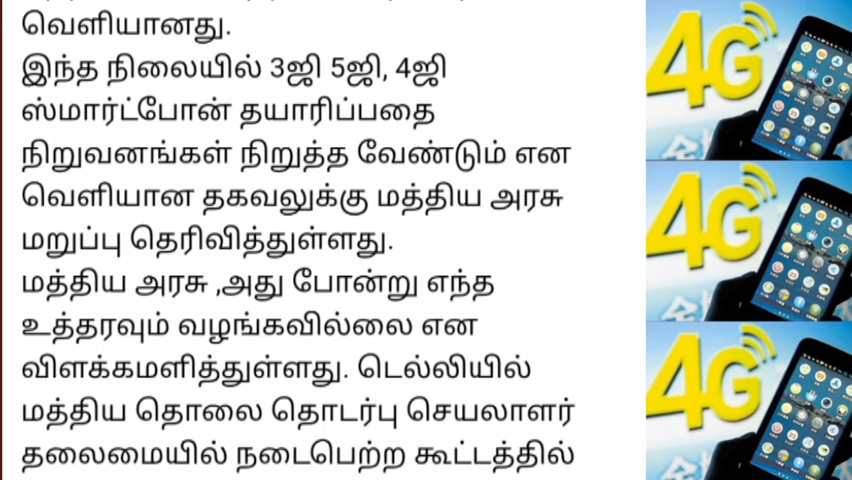 வெளியானது.
இந்த நிலையில் 3ஜி 5ஜி, 4ஜி
ஸ்மார்ட்போன் தயாரிப்பதை
நிறுவனங்கள் நிறுத்த வேண்டும் என
வெளியான தகவலுக்கு மத்திய அரசு
மறுப்பு தெரிவித்துள்ளது.
மத்திய அரசு ,அது போன்று எந்த
உத்தரவும் வழங்கவில்லை என
விளக்கமளித்துள்ளது. டெல்லியில்
மத்திய தொலை தொடர்பு செயலாளர்
தலைமையில் நடைபெற்ற கூட்டத்தில்
4G
4G
4G